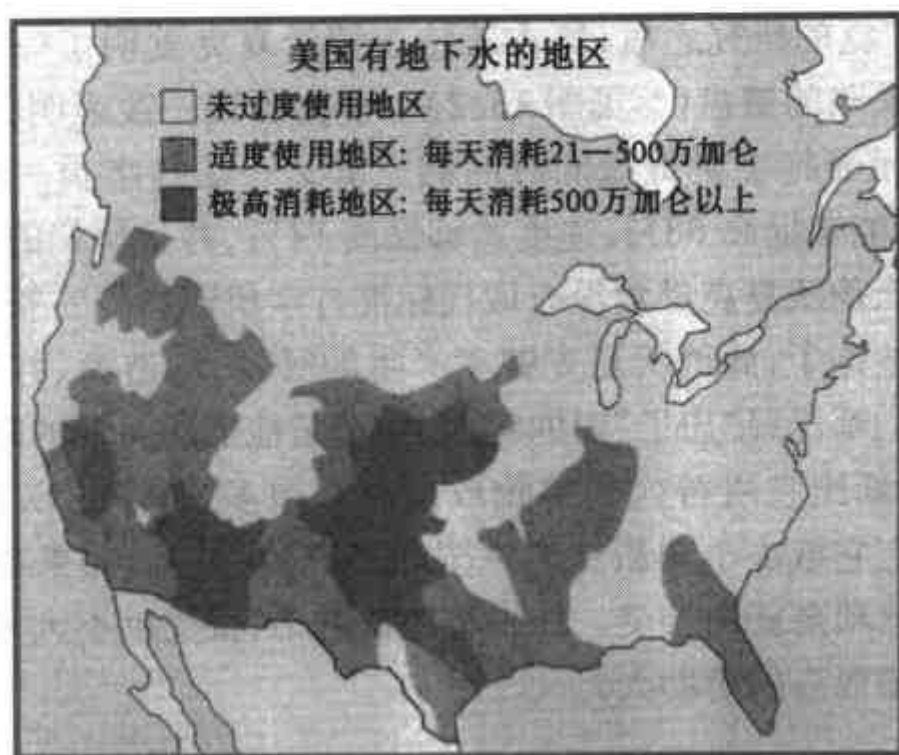 美国有地下水的地区
未过度使用地区
适度使用地区：每天消耗21—500万加仑
极高消耗地区：每天消耗500万加仑以上